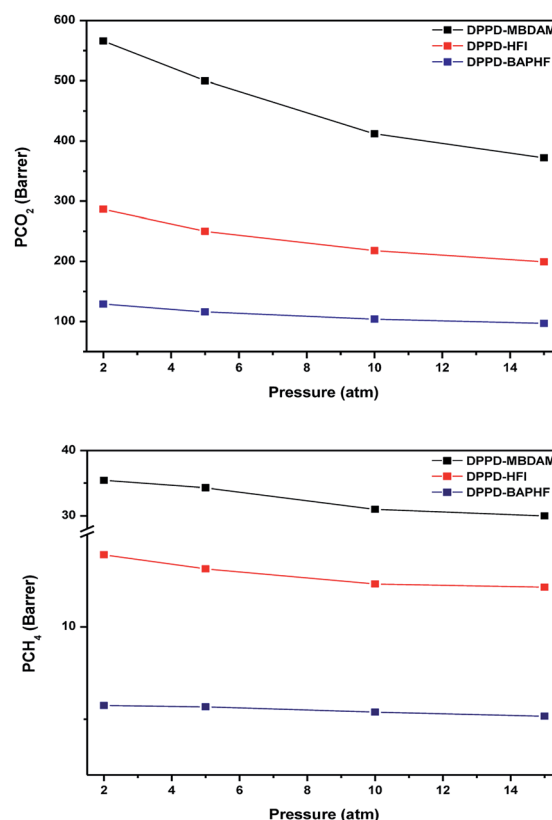 600
500
400
300
200
100
PCO2 (Barrer)
DPPD-MBDAM
DPPD-HFI
DPPD-BAPHF
2 4 6 8 10 12 14
Pressure (atm)
40
30
10
PCH4 (Barrer)
DPPD-MBDAM
DPPD-HFI
DPPD-BAPHF
2 4 6 8 10 12 14
Pressure (atm)